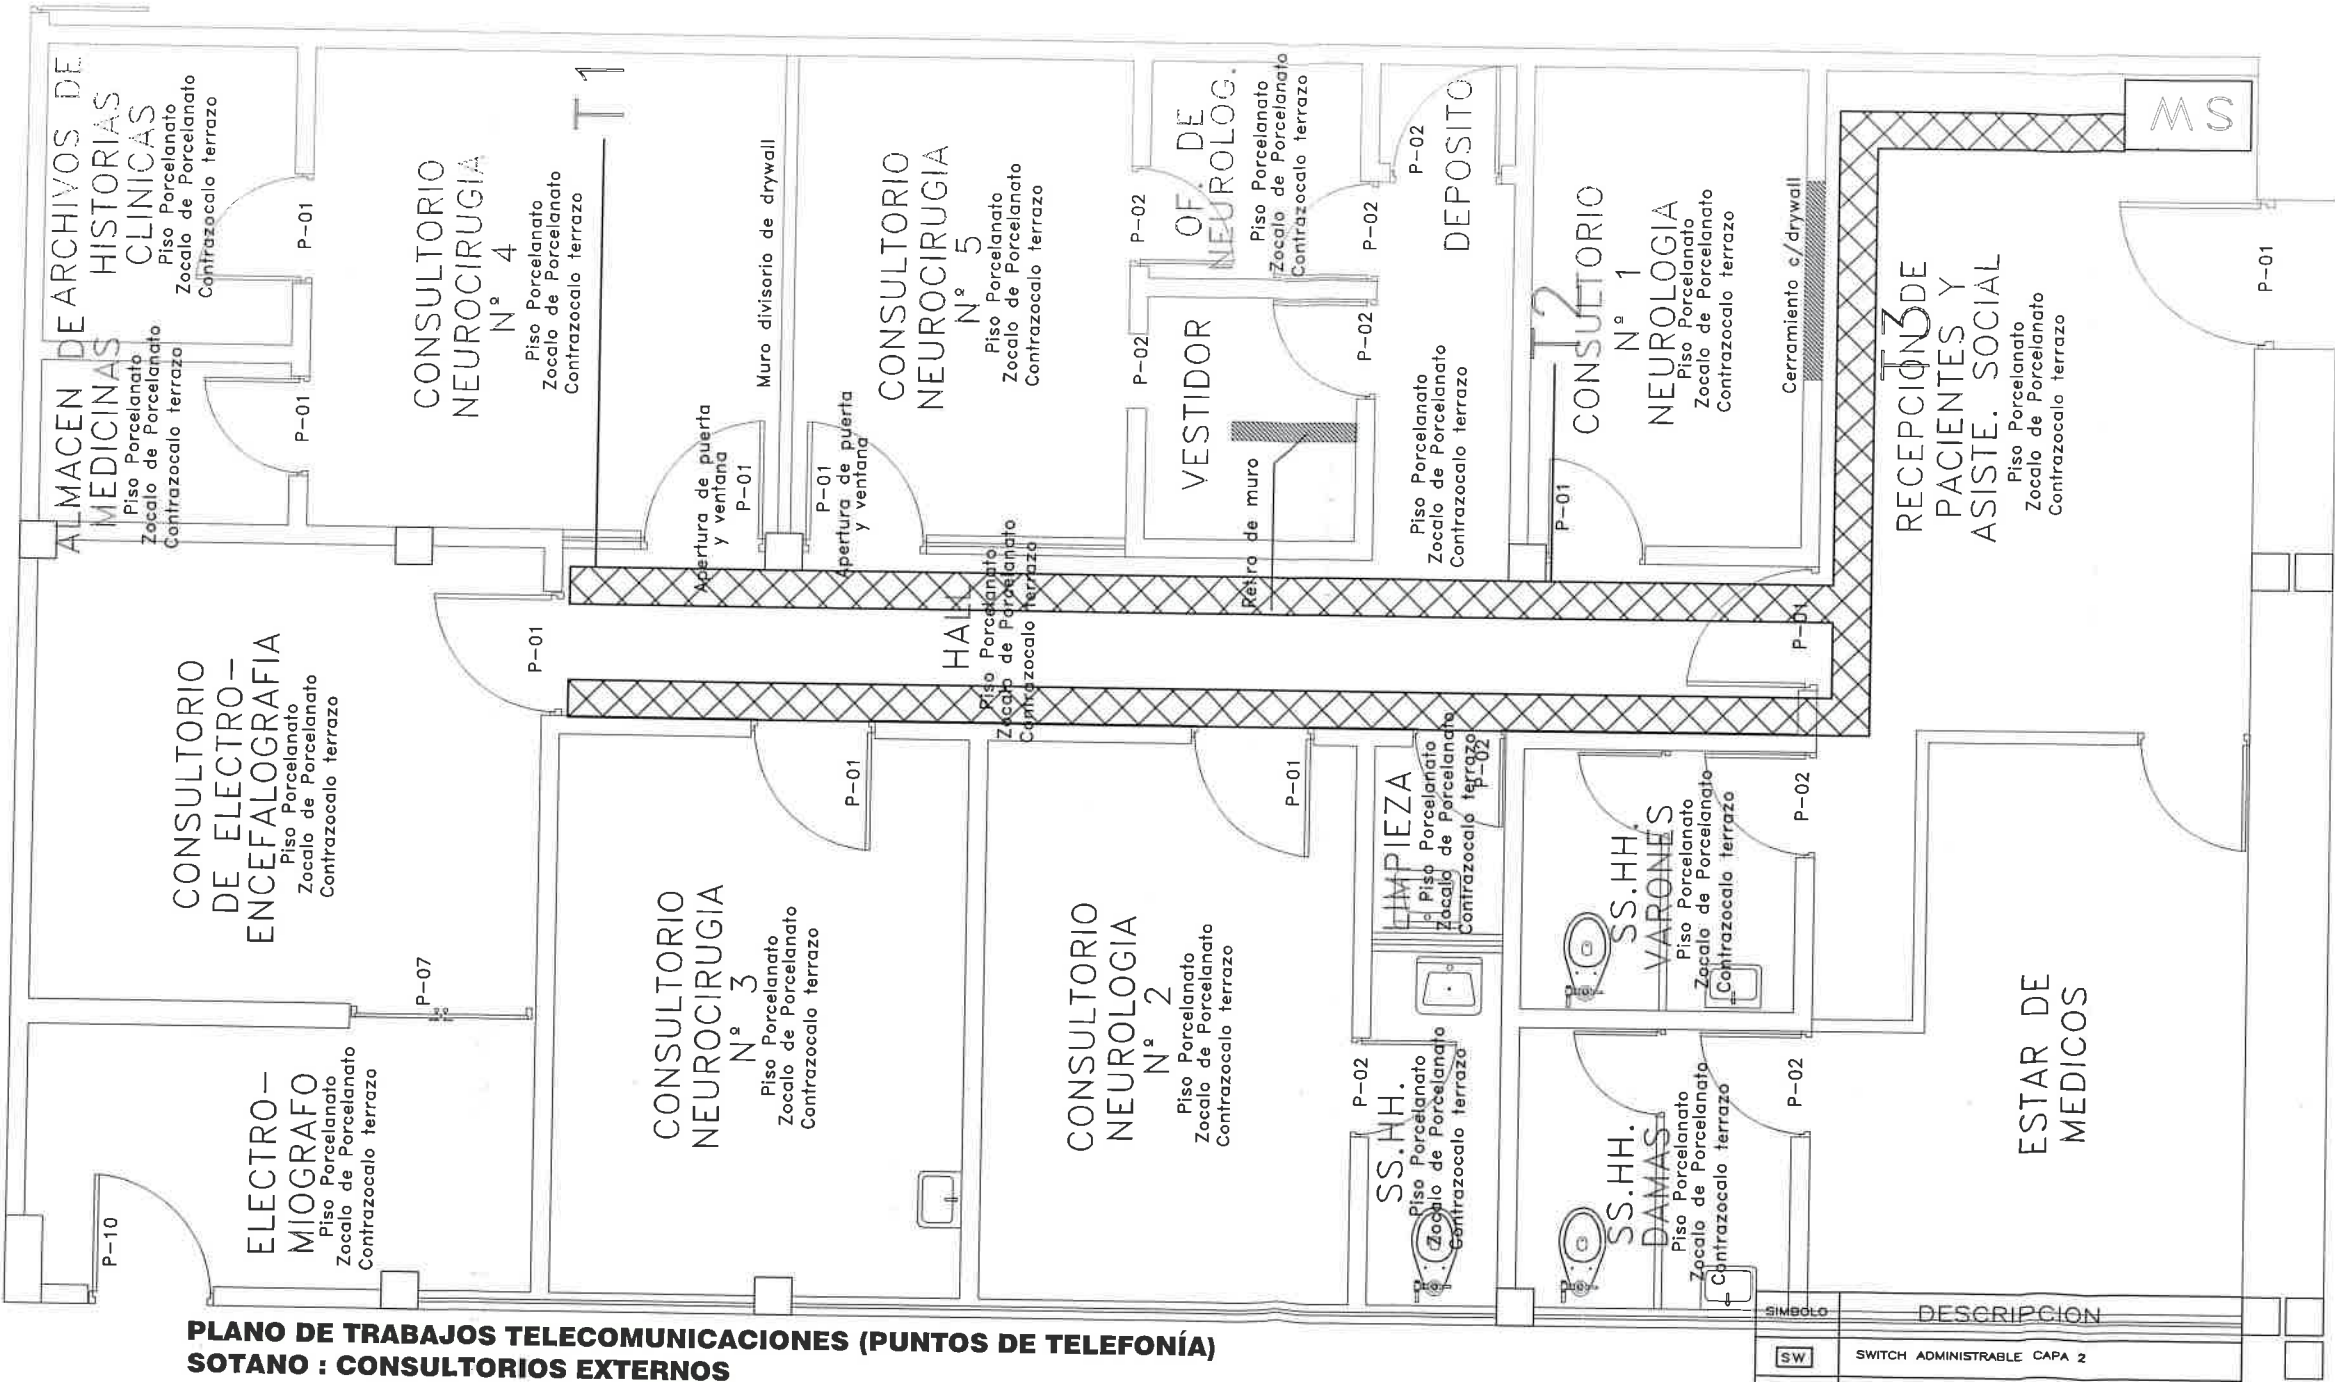 ALMACEN DE
MEDICINAS
Piso Porcelanato
Zocalo de Porcelanato
Contrazocalo terrazo
P-01
ARCHIVOS DE
HISTORIAS
CLINICAS
Piso Porcelanato
Zocalo de Porcelanato
Contrazocalo terrazo
P-01
CONSULTORIO
NEUROCIRUGIA
Nº 4
Piso Porcelanato
Zocalo de Porcelanato
Contrazocalo terrazo
T 1
Muro divisorio de drywall
Apertura de puerta
y ventana
P-01
P-01
Apertura de puerta
y ventana
CONSULTORIO
NEUROCIRUGIA
Nº 5
Piso Porcelanato
Zocalo de Porcelanato
Contrazocalo terrazo
P-02
P-02
OF. DE
NEUROLOG.
Piso Porcelanato
Zocalo de Porcelanato
Contrazocalo terrazo
P-02
VESTIDOR
P-02
Retiro de muro
P-02
DEPOSITO
Piso Porcelanato
Zocalo de Porcelanato
Contrazocalo terrazo
T2
P-01
CONSULTORIO
Nº 1
NEUROLOGIA
Piso Porcelanato
Zocalo de Porcelanato
Contrazocalo terrazo
Cerramiento c/drywall
SW
T3
RECEPCION DE
PACIENTES Y
ASISTE. SOCIAL
Piso Porcelanato
Zocalo de Porcelanato
Contrazocalo terrazo
P-01
P-01
HALL
Piso Porcelanato
Zocalo de Porcelanato
Contrazocalo terrazo
P-01
CONSULTORIO
DE ELECTRO-
ENCEFALOGRAFIA
Piso Porcelanato
Zocalo de Porcelanato
Contrazocalo terrazo
P-07
ELECTRO-
MIOGRAFO
Piso Porcelanato
Zocalo de Porcelanato
Contrazocalo terrazo
P-10
CONSULTORIO
NEUROCIRUGIA
Nº 3
Piso Porcelanato
Zocalo de Porcelanato
Contrazocalo terrazo
P-01
CONSULTORIO
NEUROLOGIA
Nº 2
Piso Porcelanato
Zocalo de Porcelanato
Contrazocalo terrazo
P-01
LIMPIEZA
Piso Porcelanato
Zocalo de Porcelanato
Contrazocalo terrazo
P-02
P-02
SS.HH.
Piso Porcelanato
Zocalo de Porcelanato
Contrazocalo terrazo
SS.HH.
VARONES
Piso Porcelanato
Zocalo de Porcelanato
Contrazocalo terrazo
P-02
SS.HH.
DAMAS
Piso Porcelanato
Zocalo de Porcelanato
Contrazocalo terrazo
P-02
ESTAR DE
MEDICOS
PLANO DE TRABAJOS TELECOMUNICACIONES (PUNTOS DE TELEFONÍA)
SOTANO : CONSULTORIOS EXTERNOS
SIMBOLO DESCRIPCION
SW SWITCH ADMINISTRABLE CAPA 2